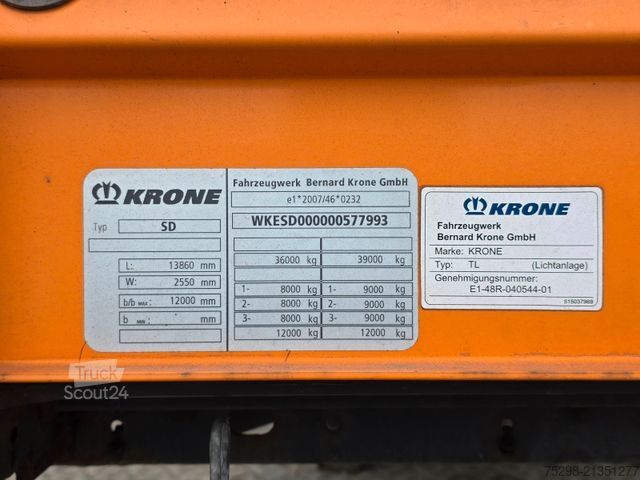 KRONE
Typ SD
L: 13860 mm
W: 2550 mm
b/b MAX: 12000 mm
b MIN: mm
Fahrzeugwerk Bernard Krone GmbH
e1*2007/46*0232
WKESD000000577993
36000 kg 39000 kg
1- 8000 kg 1- 9000 kg
2- 8000 kg 2- 9000 kg
3- 8000 kg 3- 9000 kg
12000 kg 12000 kg
KRONE
Fahrzeugwerk
Bernard Krone GmbH
Marke: KRONE
Typ: TL (Lichtanlage)
Genehmigungsnummer:
E1-48R-040544-01
515037969
Truck
Scout24
75298-21351277